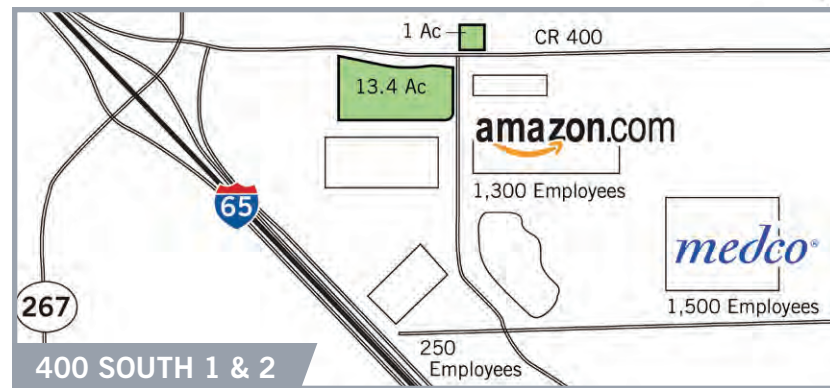 1 Ac
CR 400
13.4 Ac
amazon.com
1,300 Employees
65
medco®
1,500 Employees
267
250
Employees
400 SOUTH 1 & 2